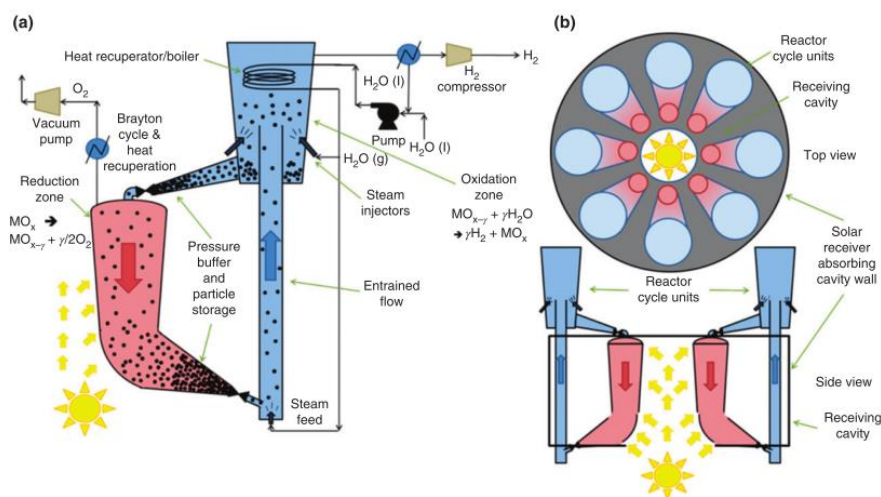 (a)
Heat recuperator/boiler
H2O (l)
H2
compressor
H2
O2
Vacuum
pump
Brayton
cycle &
heat
recuperation
Pump
H2O (l)
H2O (g)
Reduction
zone
MOx ➔
MOx–γ + γ/2O2
Steam
injectors
Oxidation
zone
MOx–γ + γH2O
➔ γH2 + MOx
Pressure
buffer
and
particle
storage
Entrained
flow
Steam
feed
(b)
Reactor
cycle units
Receiving
cavity
Top view
Solar
receiver
absorbing
cavity wall
Reactor
cycle units
Side view
Receiving
cavity